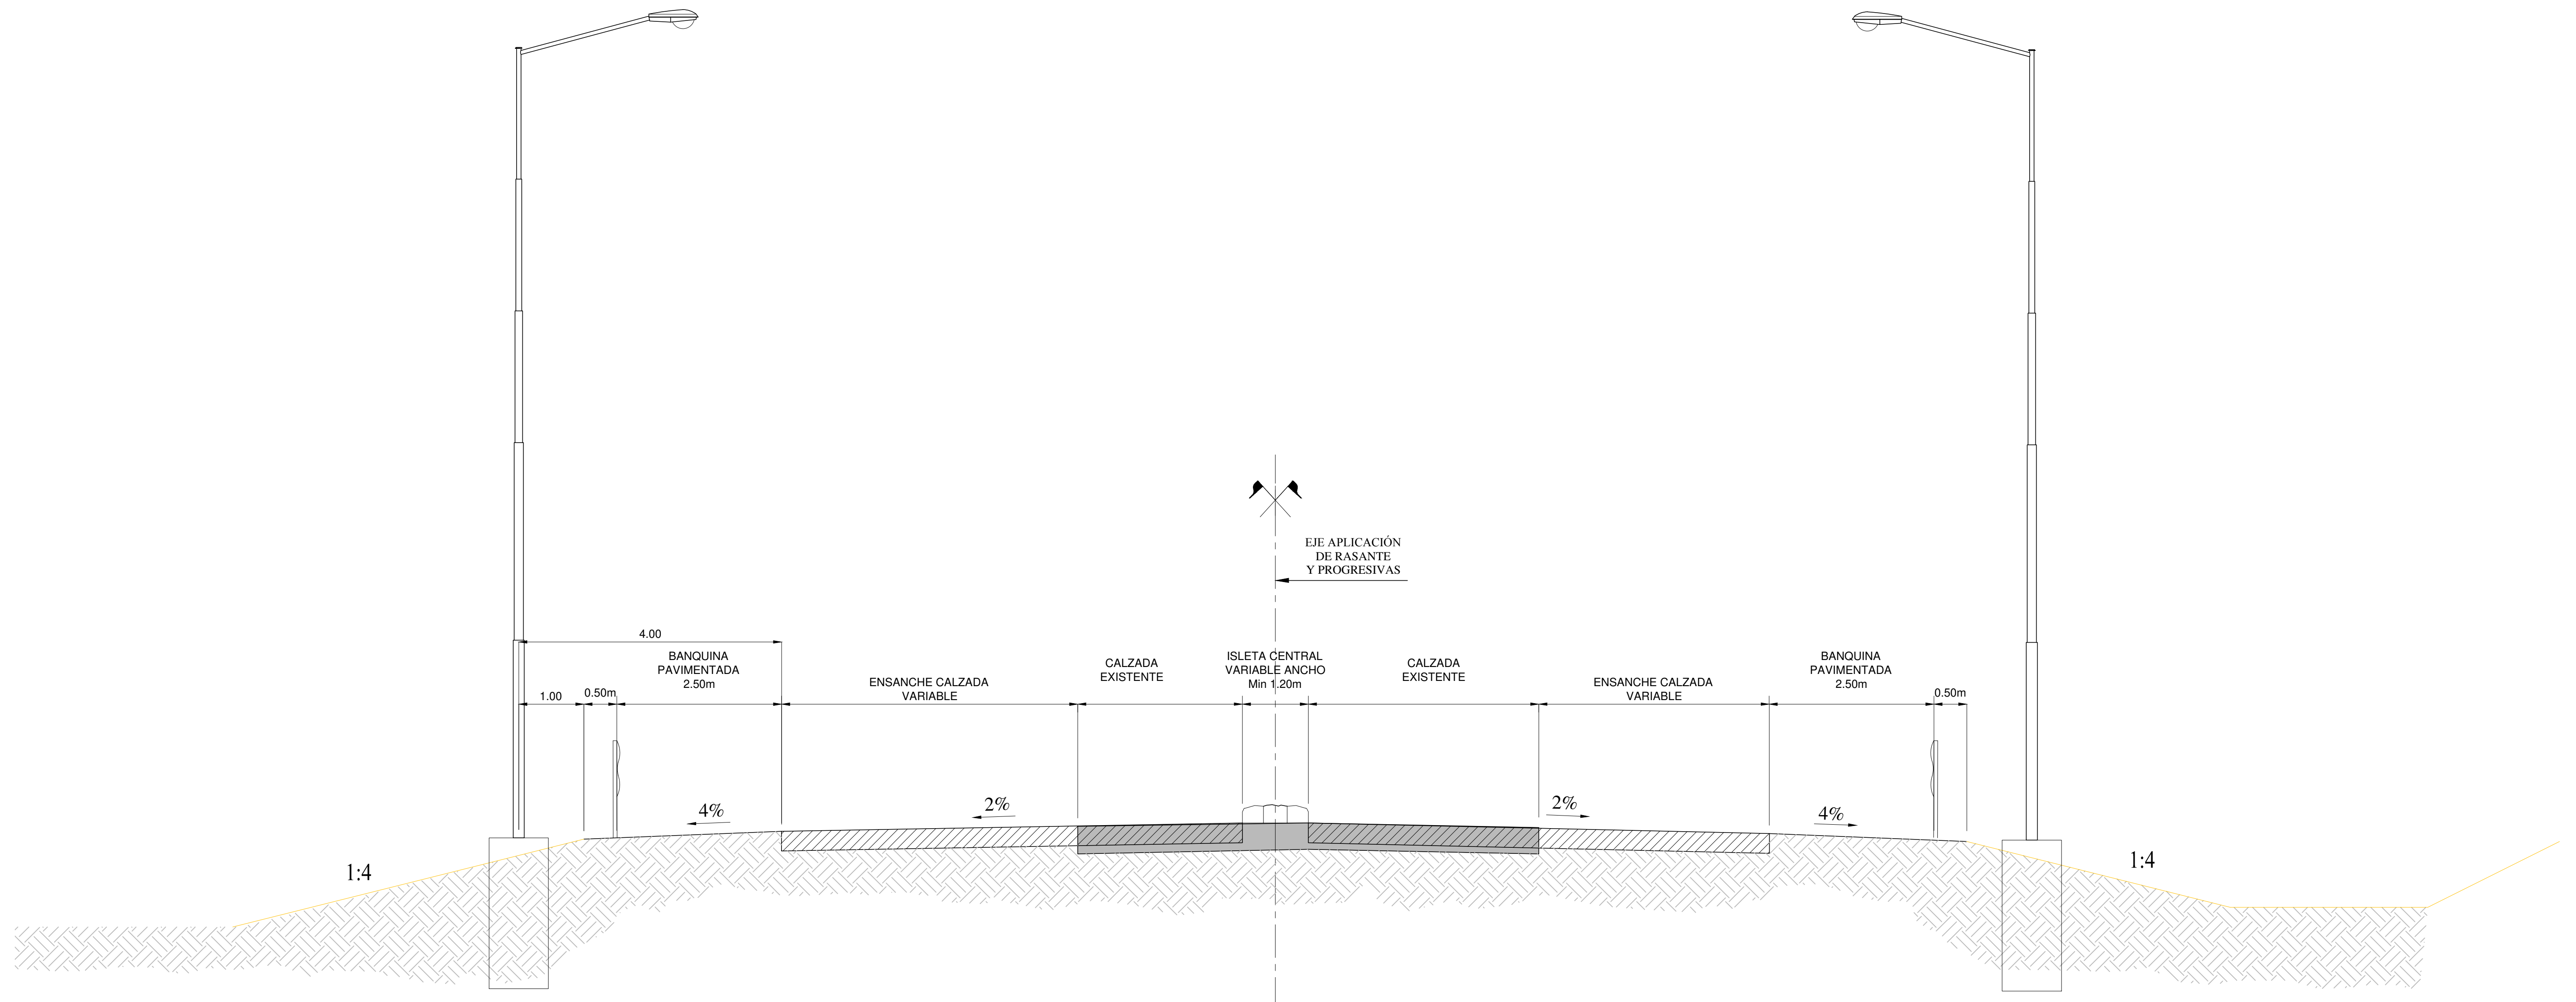 EJE APLICACIÓN
DE RASANTE
Y PROGRESIVAS
4.00
BANQUINA
PAVIMENTADA
2.50m
1.00
0.50m
ENSANCHE CALZADA
VARIABLE
CALZADA
EXISTENTE
ISLETA CENTRAL
VARIABLE ANCHO
Min 1.20m
CALZADA
EXISTENTE
ENSANCHE CALZADA
VARIABLE
BANQUINA
PAVIMENTADA
2.50m
0.50m
4%
2%
2%
4%
1:4
1:4